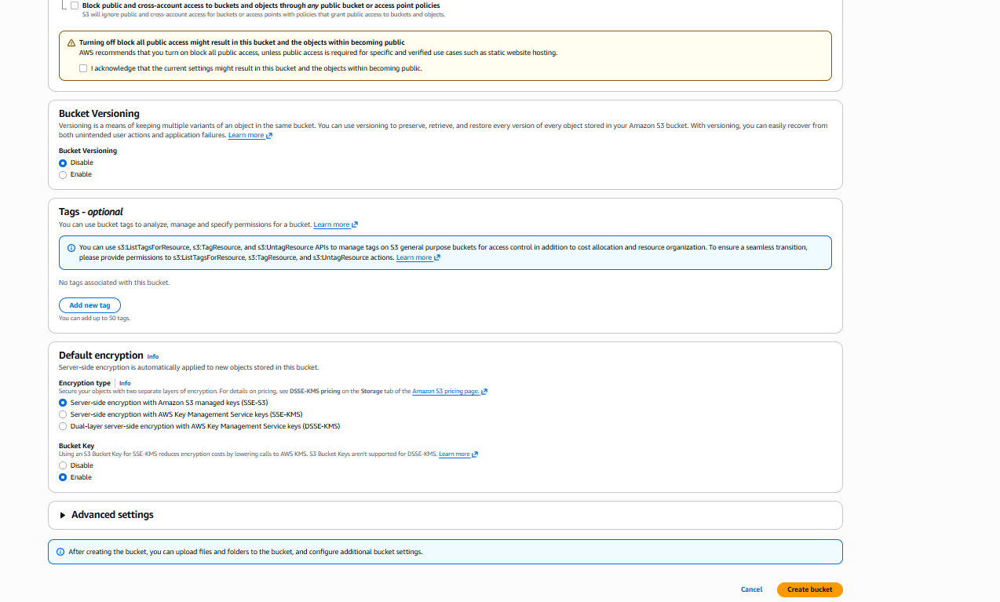 Block public and cross-account access to buckets and objects through any public bucket or access point policies
S3 will ignore public and cross-account access for buckets or access points with policies that grant public access to buckets and objects.
Turning off block all public access might result in this bucket and the objects within becoming public
AWS recommends that you turn on block all public access, unless public access is required for specific and verified use cases such as static website hosting.
I acknowledge that the current settings might result in this bucket and the objects within becoming public.
Bucket Versioning
Versioning is a means of keeping multiple variants of an object in the same bucket. You can use versioning to preserve, retrieve, and restore every version of every object stored in your Amazon S3 bucket. With versioning, you can easily recover from
both unintended user actions and application failures. Learn more
Bucket Versioning
Disable
Enable
Tags - optional
You can use bucket tags to analyze, manage and specify permissions for a bucket. Learn more
You can use s3:ListTagsForResource, s3:TagResource, and s3:UntagResource APIs to manage tags on S3 general purpose buckets for access control in addition to cost allocation and resource organization. To ensure a seamless transition,
please provide permissions to s3:ListTagsForResource, s3:TagResource, and s3:UntagResource actions. Learn more
No tags associated with this bucket.
Add new tag
You can add up to 50 tags.
Default encryption Info
Server-side encryption is automatically applied to new objects stored in this bucket.
Encryption type Info
Secure your objects with two separate layers of encryption. For details on pricing, see DSSE-KMS pricing on the Storage tab of the Amazon S3 pricing page.
Server-side encryption with Amazon S3 managed keys (SSE-S3)
Server-side encryption with AWS Key Management Service keys (SSE-KMS)
Dual-layer server-side encryption with AWS Key Management Service keys (DSSE-KMS)
Bucket Key
Using an S3 Bucket Key for SSE-KMS reduces encryption costs by lowering calls to AWS KMS. S3 Bucket Keys aren't supported for DSSE-KMS. Learn more
Disable
Enable
Advanced settings
After creating the bucket, you can upload files and folders to the bucket, and configure additional bucket settings.
Cancel Create bucket